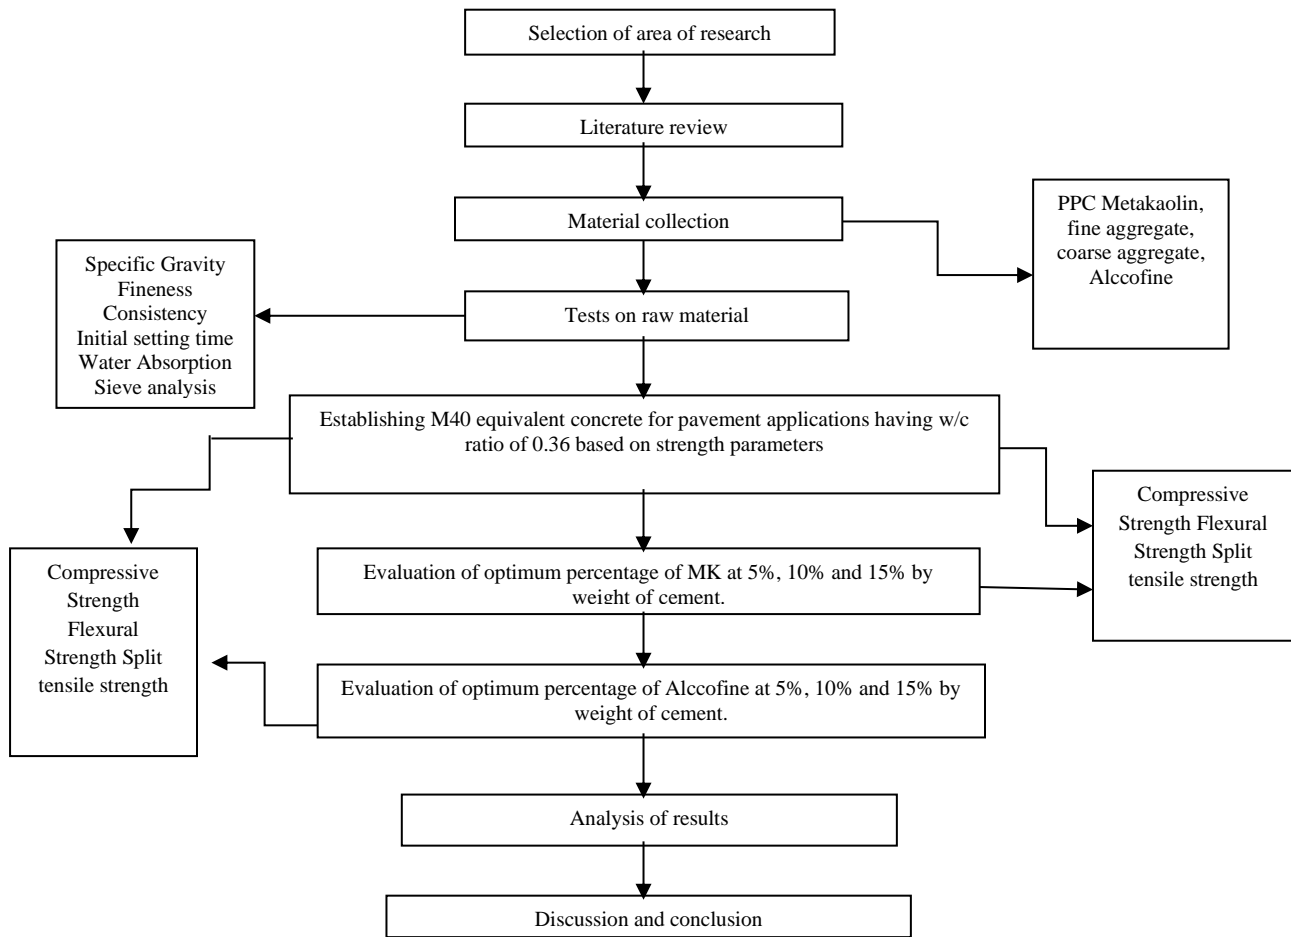 Selection of area of research
Literature review
Material collection
PPC Metakaolin,
fine aggregate,
coarse aggregate,
Alccofine
Specific Gravity
Fineness
Consistency
Initial setting time
Water Absorption
Sieve analysis
Tests on raw material
Establishing M40 equivalent concrete for pavement applications having w/c
ratio of 0.36 based on strength parameters
Compressive
Strength Flexural
Strength Split
tensile strength
Compressive
Strength
Flexural
Strength Split
tensile strength
Evaluation of optimum percentage of MK at 5%, 10% and 15% by
weight of cement.
Evaluation of optimum percentage of Alccofine at 5%, 10% and 15% by
weight of cement.
Analysis of results
Discussion and conclusion